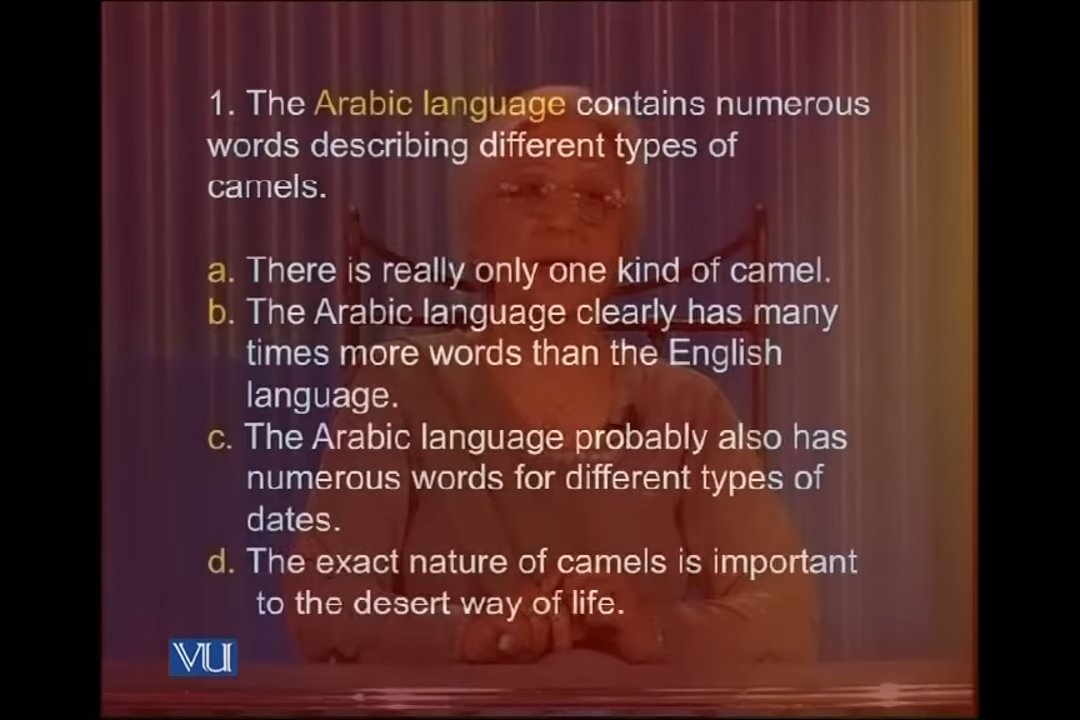 1. The Arabic language contains numerous
words describing different types of
camels.
a. There is really only one kind of camel.
b. The Arabic language clearly has many
times more words than the English
language.
c. The Arabic language probably also has
numerous words for different types of
dates.
d. The exact nature of camels is important
to the desert way of life.
VU